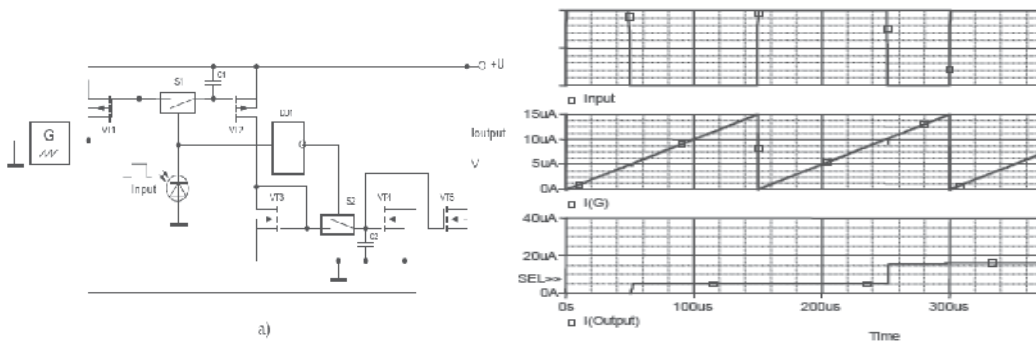 S1
C1
+U
VT1
VT2
DD1
G
Ioutput
V
Input
VT3
S2
VT4
VT5
C2
a)
Input
15uA
10uA
5uA
0A
I(G)
40uA
20uA
SEL>>
0A
0s
100us
200us
300us
I(Output)
Time